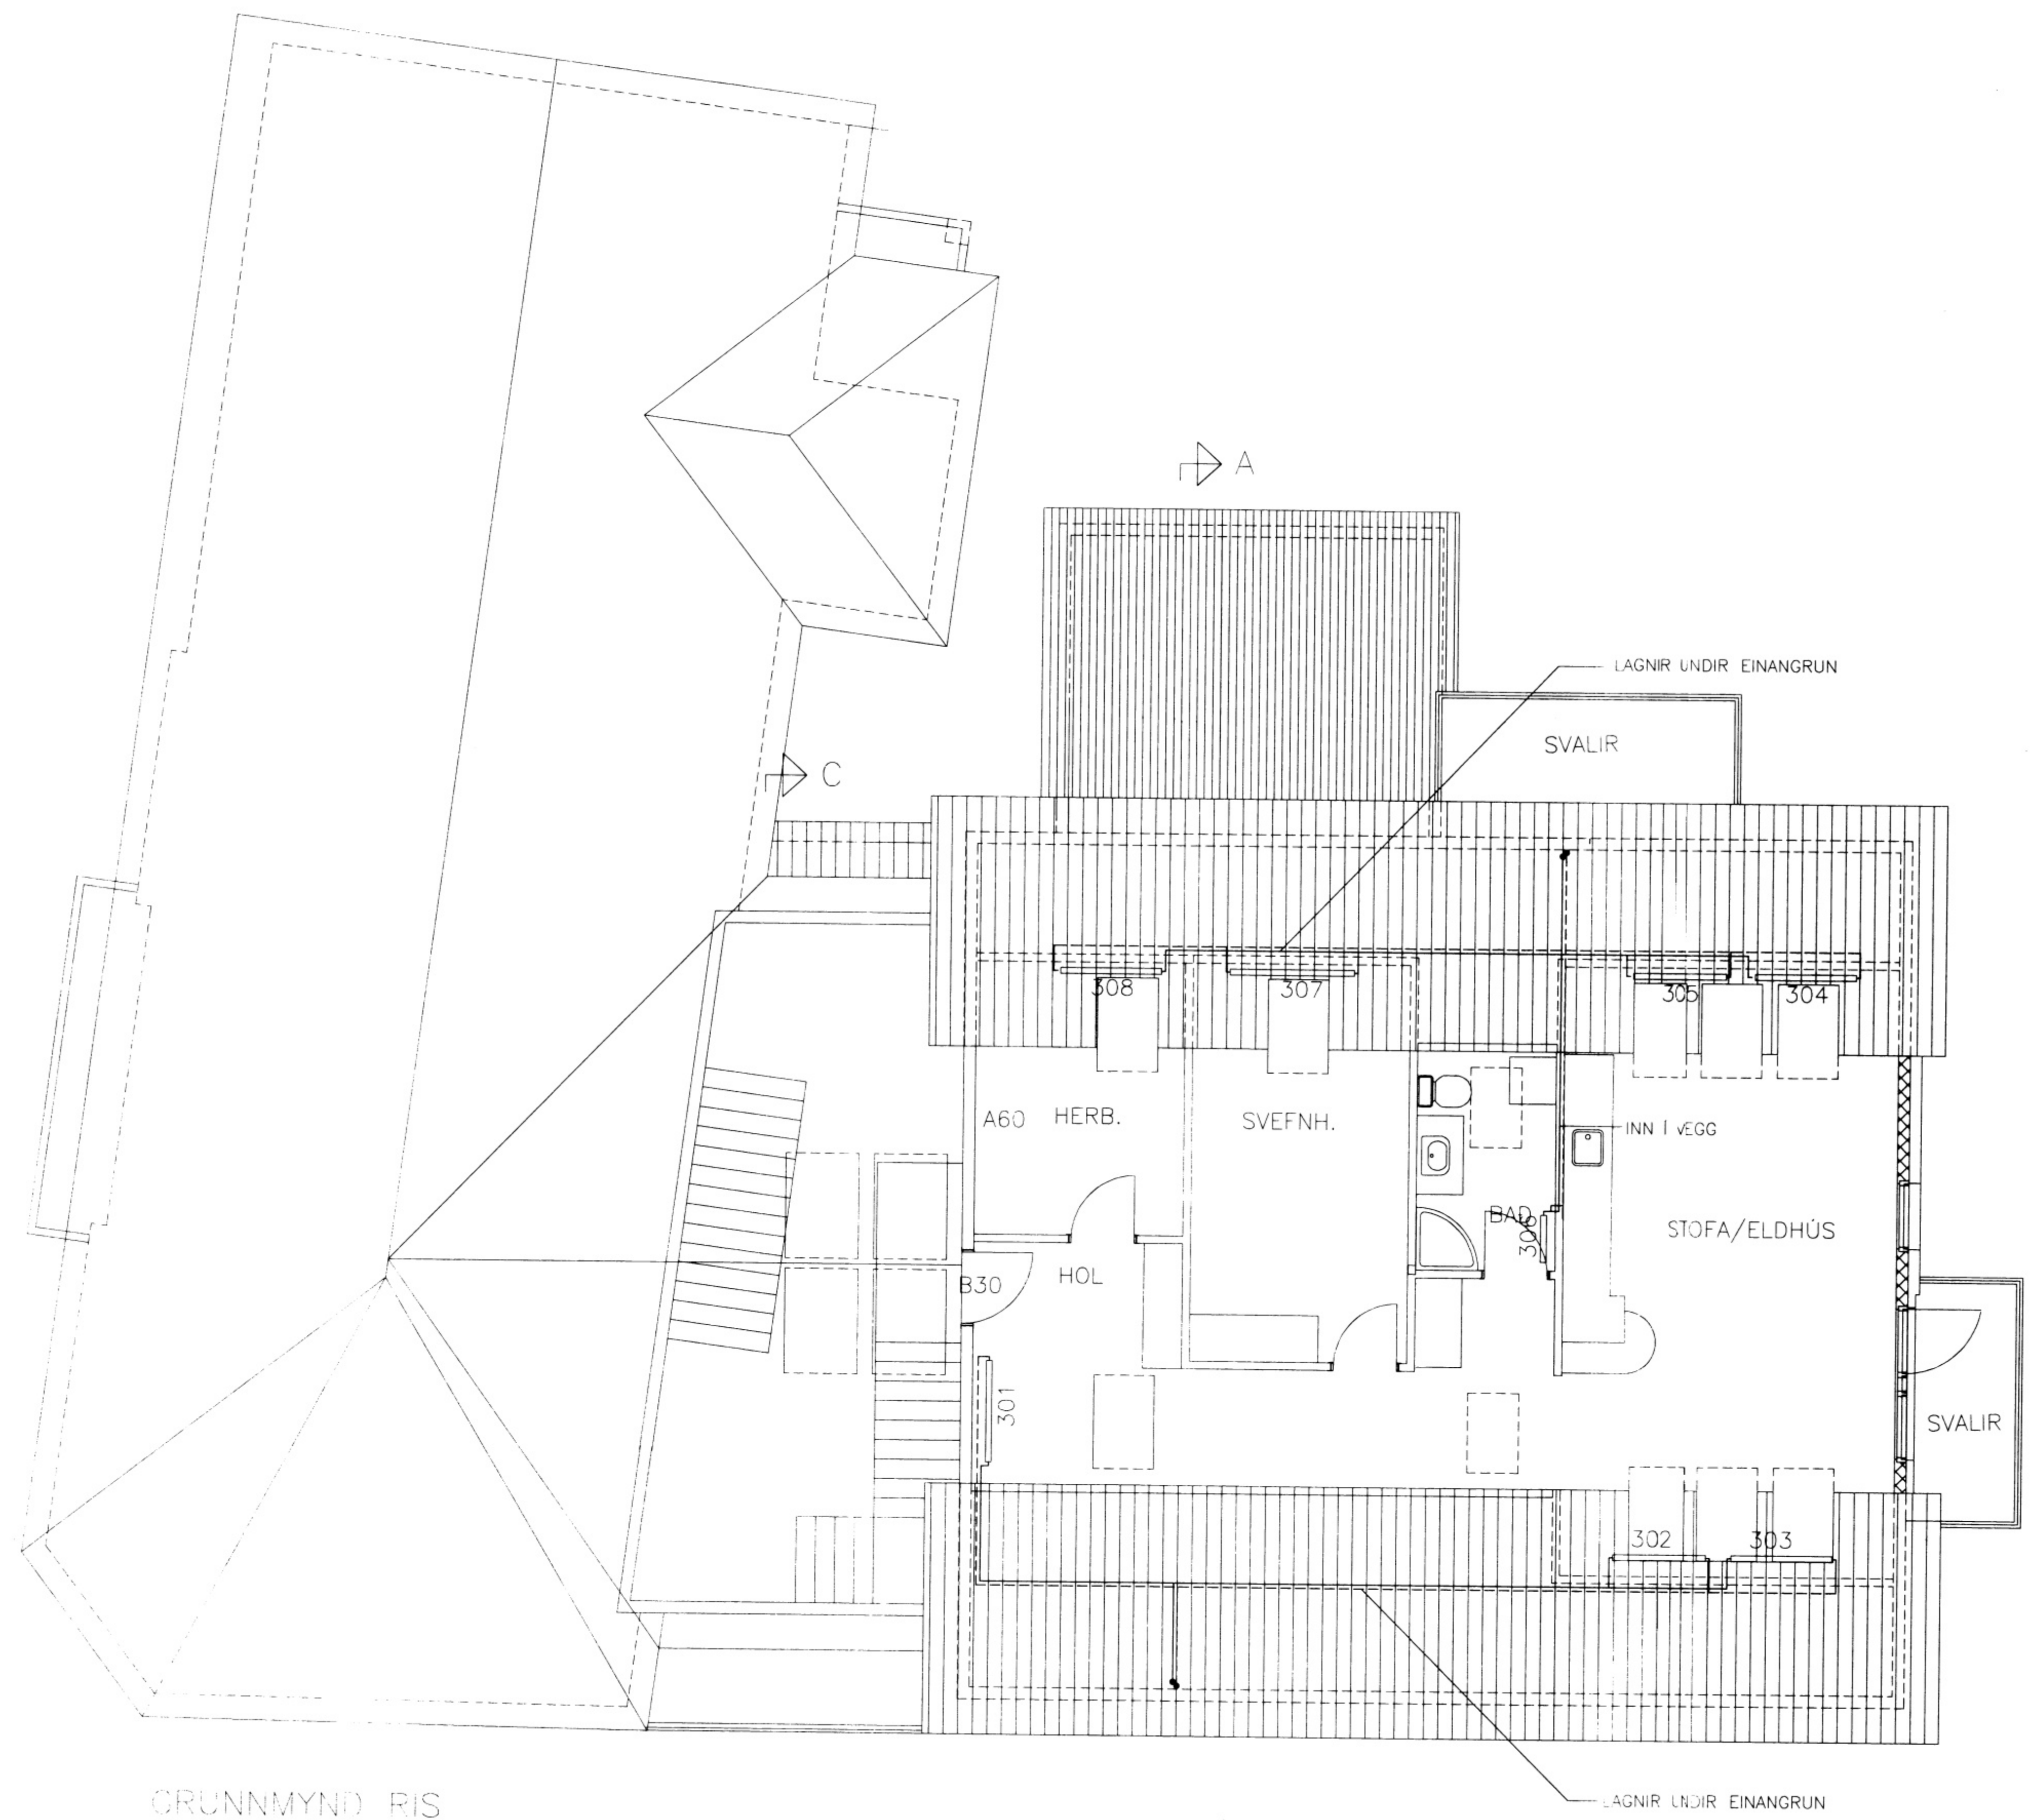 A
LAGNIR UNDIR EINANGRUN
SVALIR
C
308
307
305
304
A60
HERB.
SVEFNH.
INN Í VEGG
BAÐ
306
STOFA/ELDHÚS
B30
HOL
301
SVALIR
302
303
GRUNNMYND RIS
LAGNIR UNDIR EINANGRUN